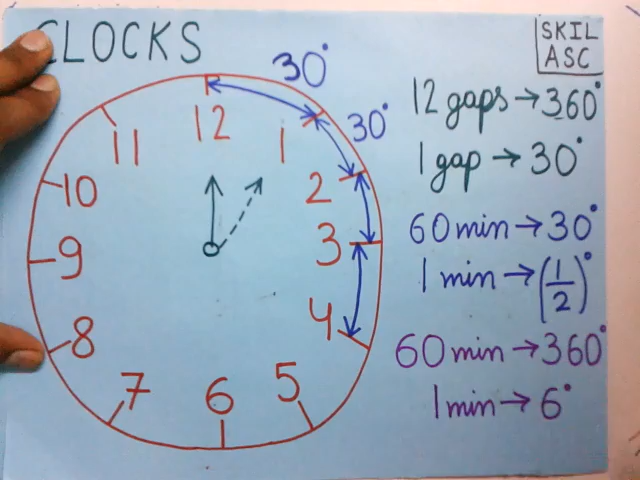 CLOCKS
SKIL
ASC
30°
30°
12
1
2
3
4
5
6
7
8
9
10
11
12 gaps → 360°
1 gap → 30°
60 min → 30°
1 min → (1/2)°
60 min → 360°
1 min → 6°